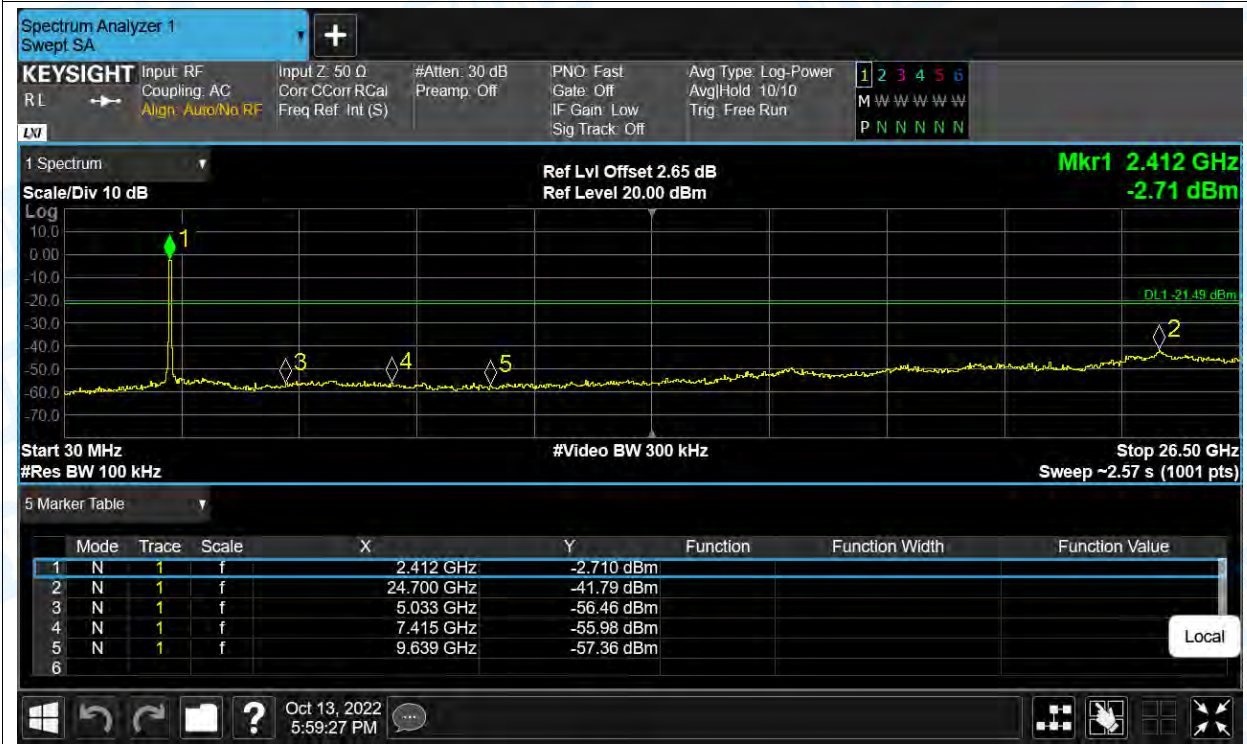 Spectrum Analyzer 1
Swept SA
KEYSIGHT Input: RF Input Z: 50 Ω #Atten: 30 dB PNO: Fast Avg Type: Log-Power 1 2 3 4 5 6
R L Coupling: AC Corr CCorr RCal Preamp: Off Gate: Off Avg|Hold: 10/10 M W W W W W W
Align: Auto/No RF Freq Ref: Int (S) IF Gain: Low Trig: Free Run P N N N N N N
LXI Sig Track: Off
1 Spectrum
Scale/Div 10 dB Ref Lvl Offset 2.65 dB Mkr1 2.412 GHz
Ref Level 20.00 dBm -2.71 dBm
Log
10.0
0.00
-10.0
-20.0
-30.0
-40.0
-50.0
-60.0
-70.0
1
DL1 -21.49 dBm
2
3
4
5
Start 30 MHz #Video BW 300 kHz Stop 26.50 GHz
#Res BW 100 kHz Sweep ~2.57 s (1001 pts)
5 Marker Table
Mode Trace Scale X Y Function Function Width Function Value
1 N 1 f 2.412 GHz -2.710 dBm
2 N 1 f 24.700 GHz -41.79 dBm
3 N 1 f 5.033 GHz -56.46 dBm
4 N 1 f 7.415 GHz -55.98 dBm
5 N 1 f 9.639 GHz -57.36 dBm
6
Local
? Oct 13, 2022
5:59:27 PM